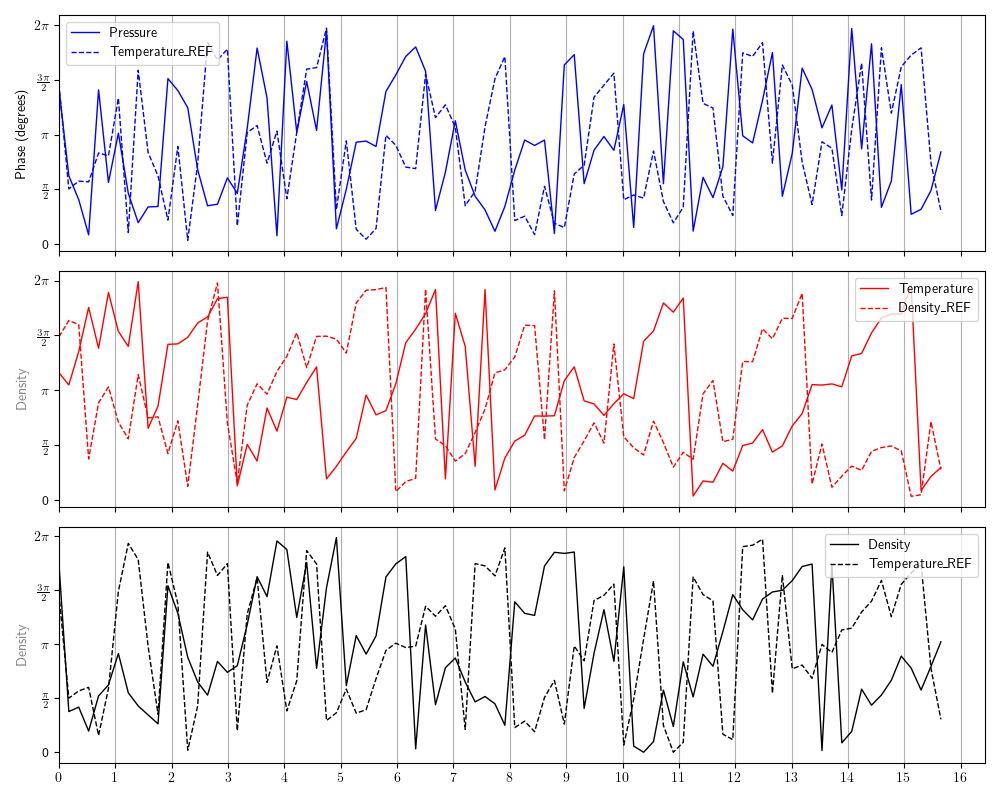 Pressure
Temperature_REF
Phase (degrees)
2π
3π/2
π
π/2
0
Temperature
Density_REF
Density
2π
3π/2
π
π/2
0
Density
Temperature_REF
Density
2π
3π/2
π
π/2
0
0 1 2 3 4 5 6 7 8 9 10 11 12 13 14 15 16